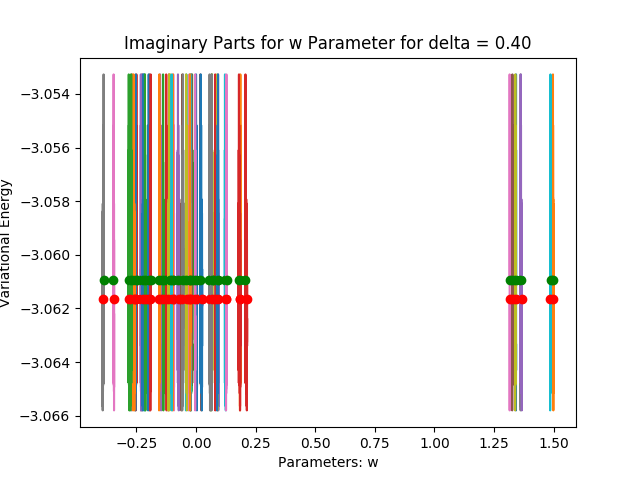 Imaginary Parts for w Parameter for delta = 0.40
Variational Energy
−3.054
−3.056
−3.058
−3.060
−3.062
−3.064
−3.066
−0.25 0.00 0.25 0.50 0.75 1.00 1.25 1.50
Parameters: w